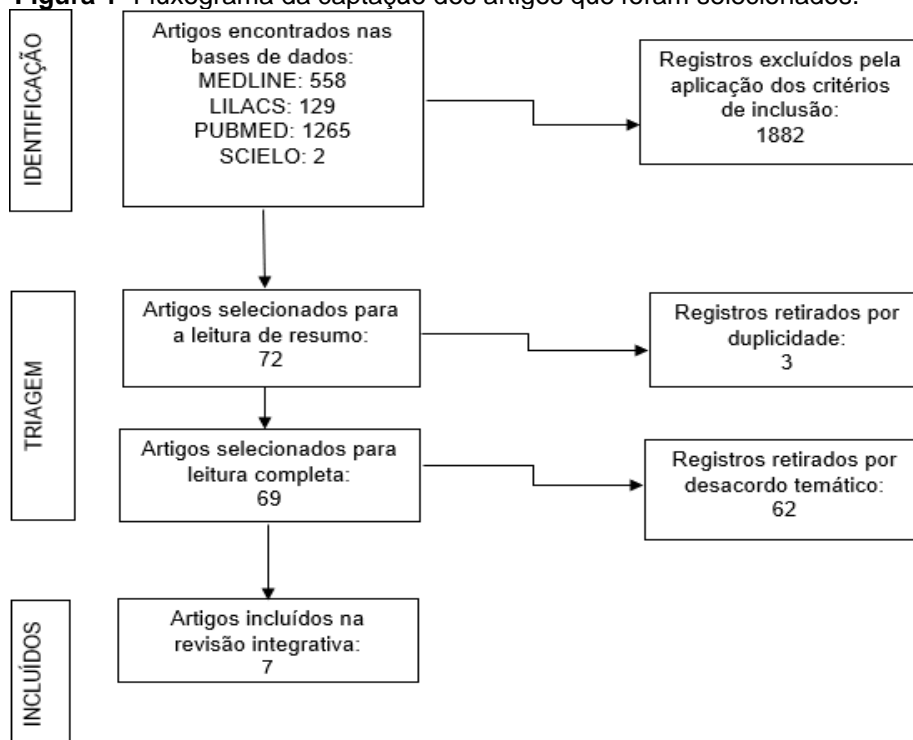 Figura 1- Fluxograma da captação dos artigos que foram selecionados.
IDENTIFICAÇÃO
Artigos encontrados nas
bases de dados:
MEDLINE: 558
LILACS: 129
PUBMED: 1265
SCIELO: 2
Registros excluídos pela
aplicação dos critérios
de inclusão:
1882
TRIAGEM
Artigos selecionados para
a leitura de resumo:
72
Registros retirados por
duplicidade:
3
Artigos selecionados para
leitura completa:
69
Registros retirados por
desacordo temático:
62
INCLUÍDOS
Artigos incluídos na
revisão integrativa:
7